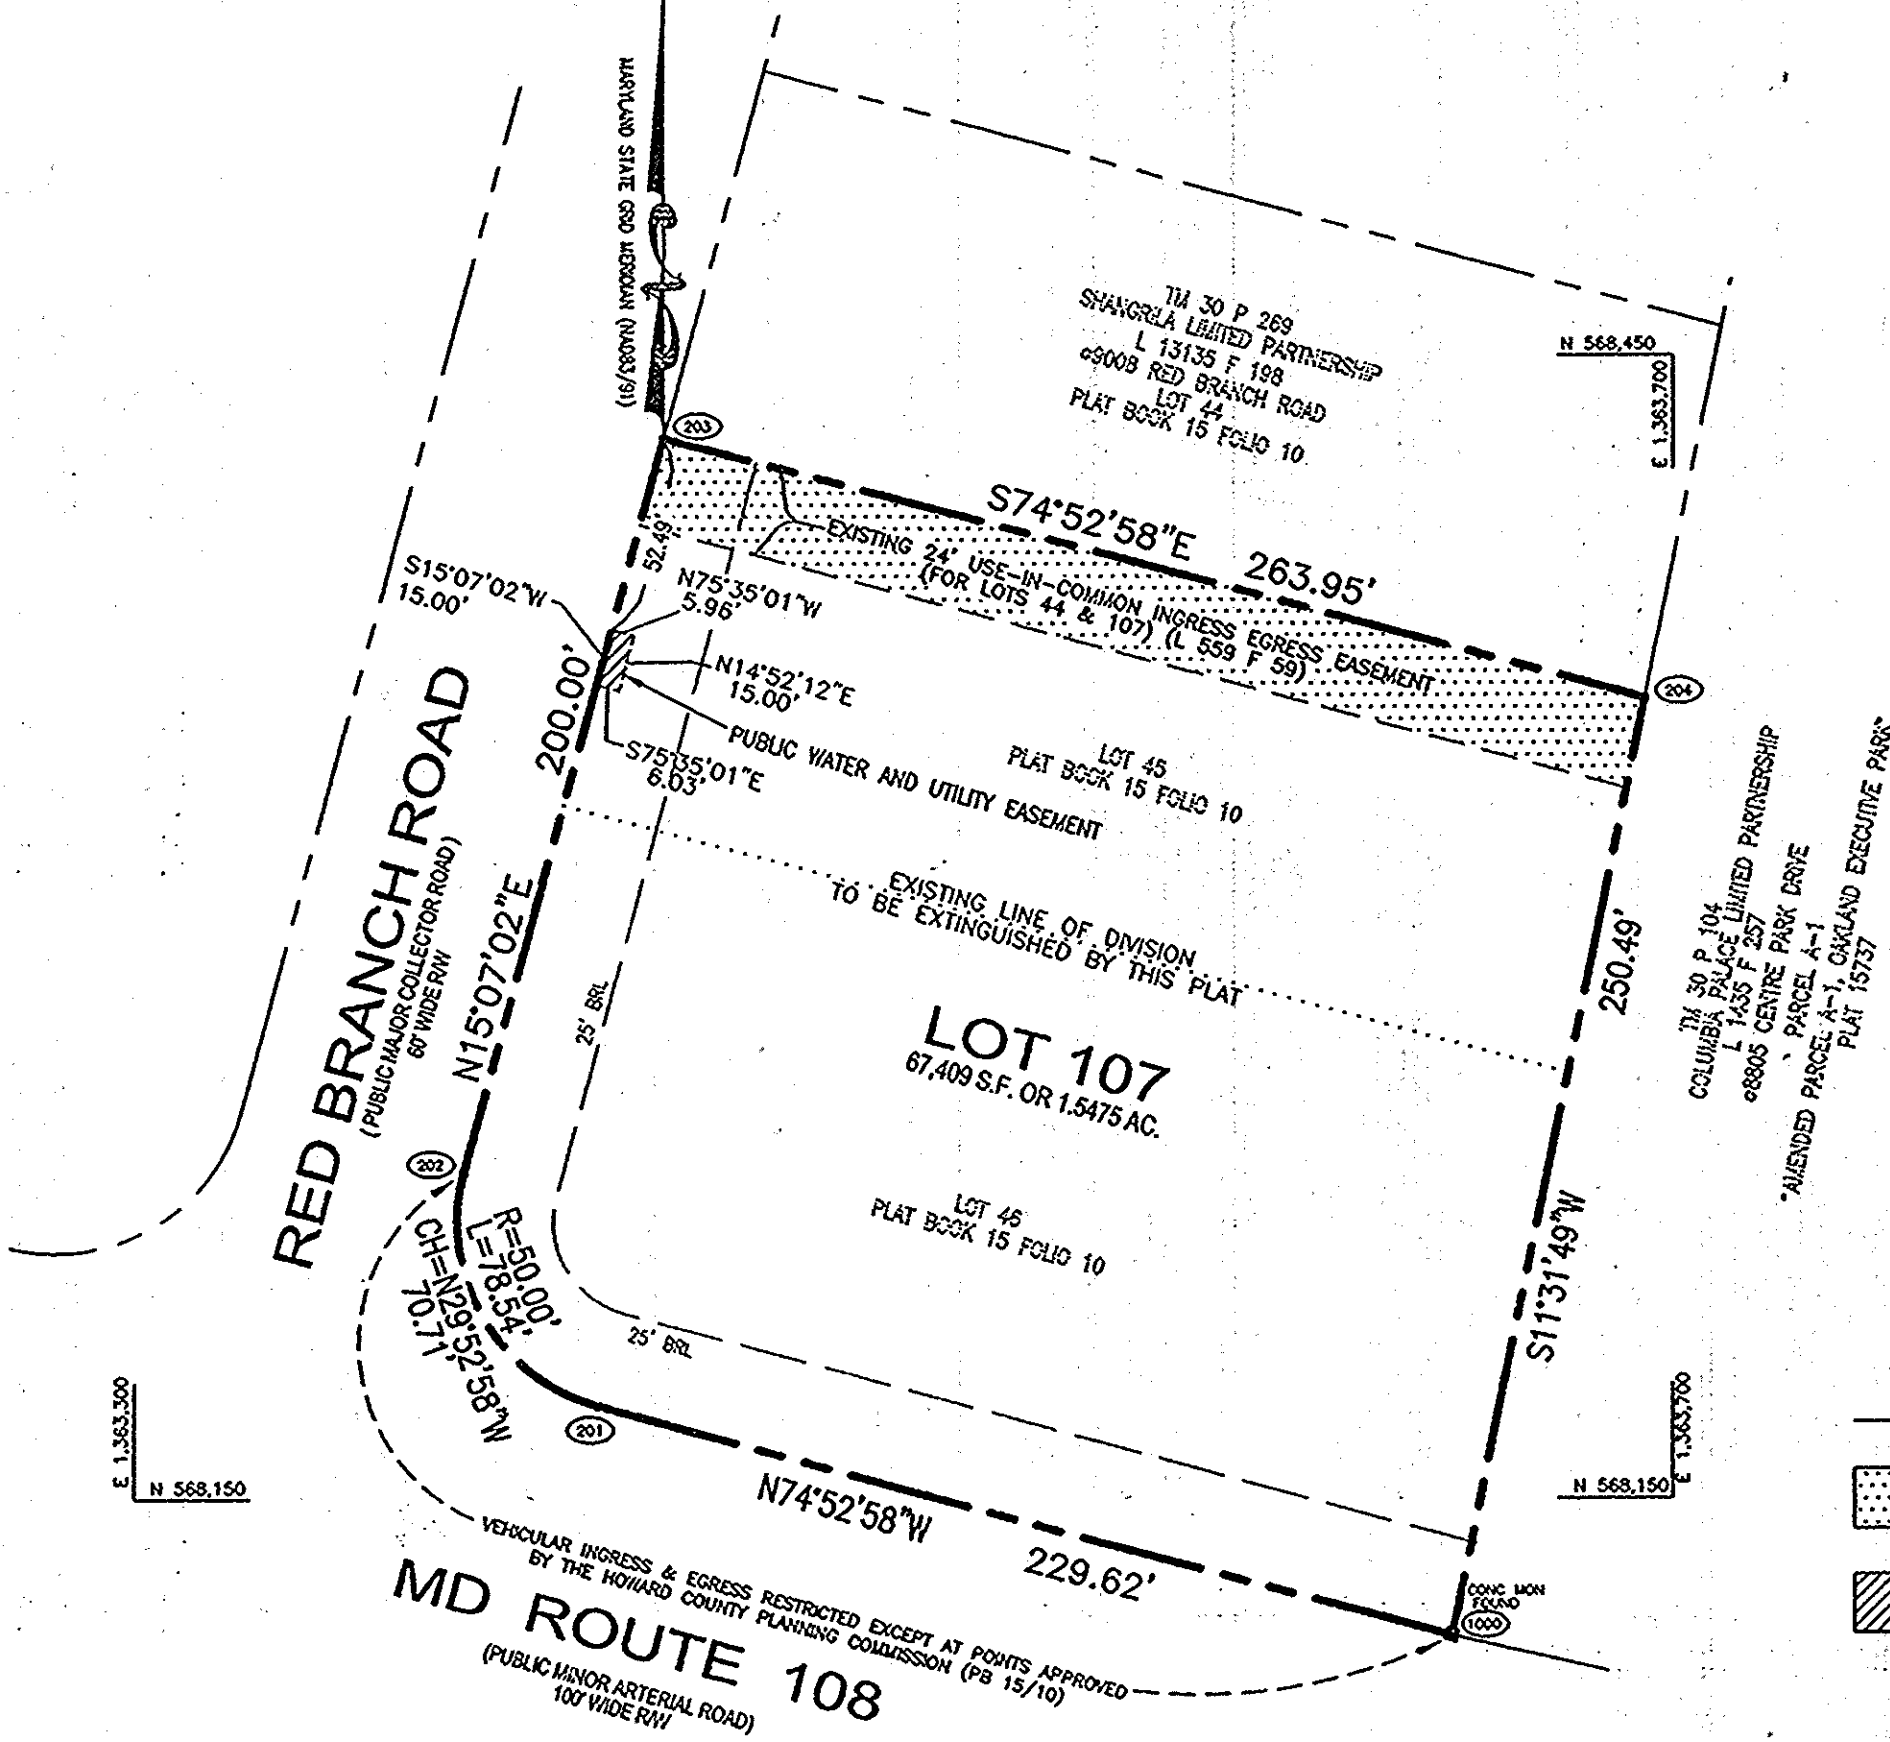 MARYLAND STATE GRID MERIDIAN (NAD83/91)
TM 30 P 269
SHANGRILA LIMITED PARTNERSHIP
L 13135 F 198
#9008 RED BRANCH ROAD
LOT 44
PLAT BOOK 15 FOLIO 10
N 568,450
E 1,363,700
203
S74°52'58"E 263.95'
EXISTING 24' USE-IN-COMMON INGRESS EGRESS EASEMENT
(FOR LOTS 44 & 107) (L 559 F 59)
204
52.49'
S15°07'02"W
15.00'
N75°35'01"W
5.96'
N14°52'12"E
15.00'
S75°35'01"E
6.03'
PUBLIC WATER AND UTILITY EASEMENT
200.00'
N15°07'02"E
LOT 45
PLAT BOOK 15 FOLIO 10
RED BRANCH ROAD
(PUBLIC MAJOR COLLECTOR ROAD)
60' WIDE R/W
EXISTING LINE OF DIVISION
TO BE EXTINGUISHED BY THIS PLAT
25' BRL
LOT 107
67,409 S.F. OR 1.5475 AC.
250.49'
S11°31'49"W
TM 30 P 104
COLUMBIA PALACE LIMITED PARTNERSHIP
L 1435 F 257
#8805 CENTRE PARK DRIVE
PARCEL A-1
"AMENDED PARCEL A-1, OAKLAND EXECUTIVE PARK"
PLAT 15737
202
LOT 46
PLAT BOOK 15 FOLIO 10
R=50.00'
L=78.54'
CH=N29°52'58"W
70.71'
25' BRL
201
E 1,363,300
N 568,150
E 1,363,700
N 568,150
N74°52'58"W
229.62'
CONC MON
FOUND
1000
VEHICULAR INGRESS & EGRESS RESTRICTED EXCEPT AT POINTS APPROVED
BY THE HOWARD COUNTY PLANNING COMMISSION (PB 15/10)
MD ROUTE 108
(PUBLIC MINOR ARTERIAL ROAD)
100' WIDE R/W